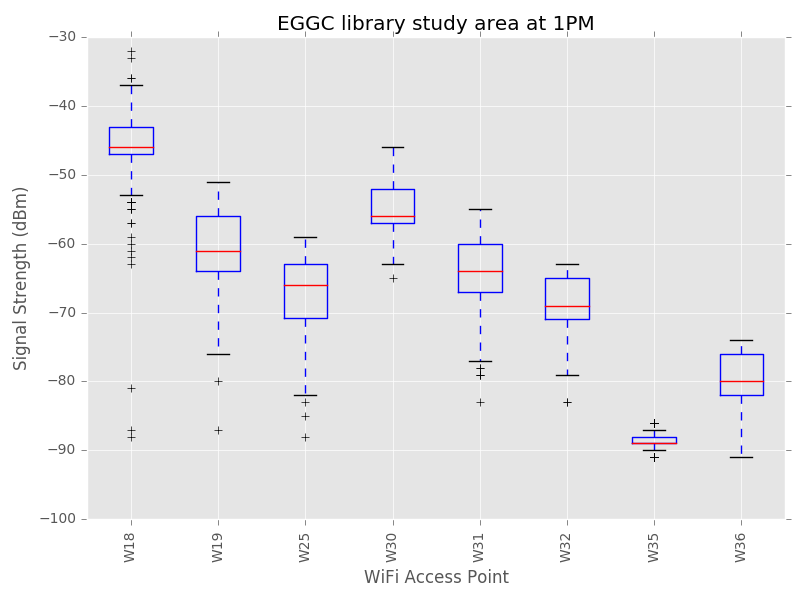 EGGC library study area at 1PM
Signal Strength (dBm)
−30
−40
−50
−60
−70
−80
−90
−100
W18
W19
W25
W30
W31
W32
W35
W36
WiFi Access Point